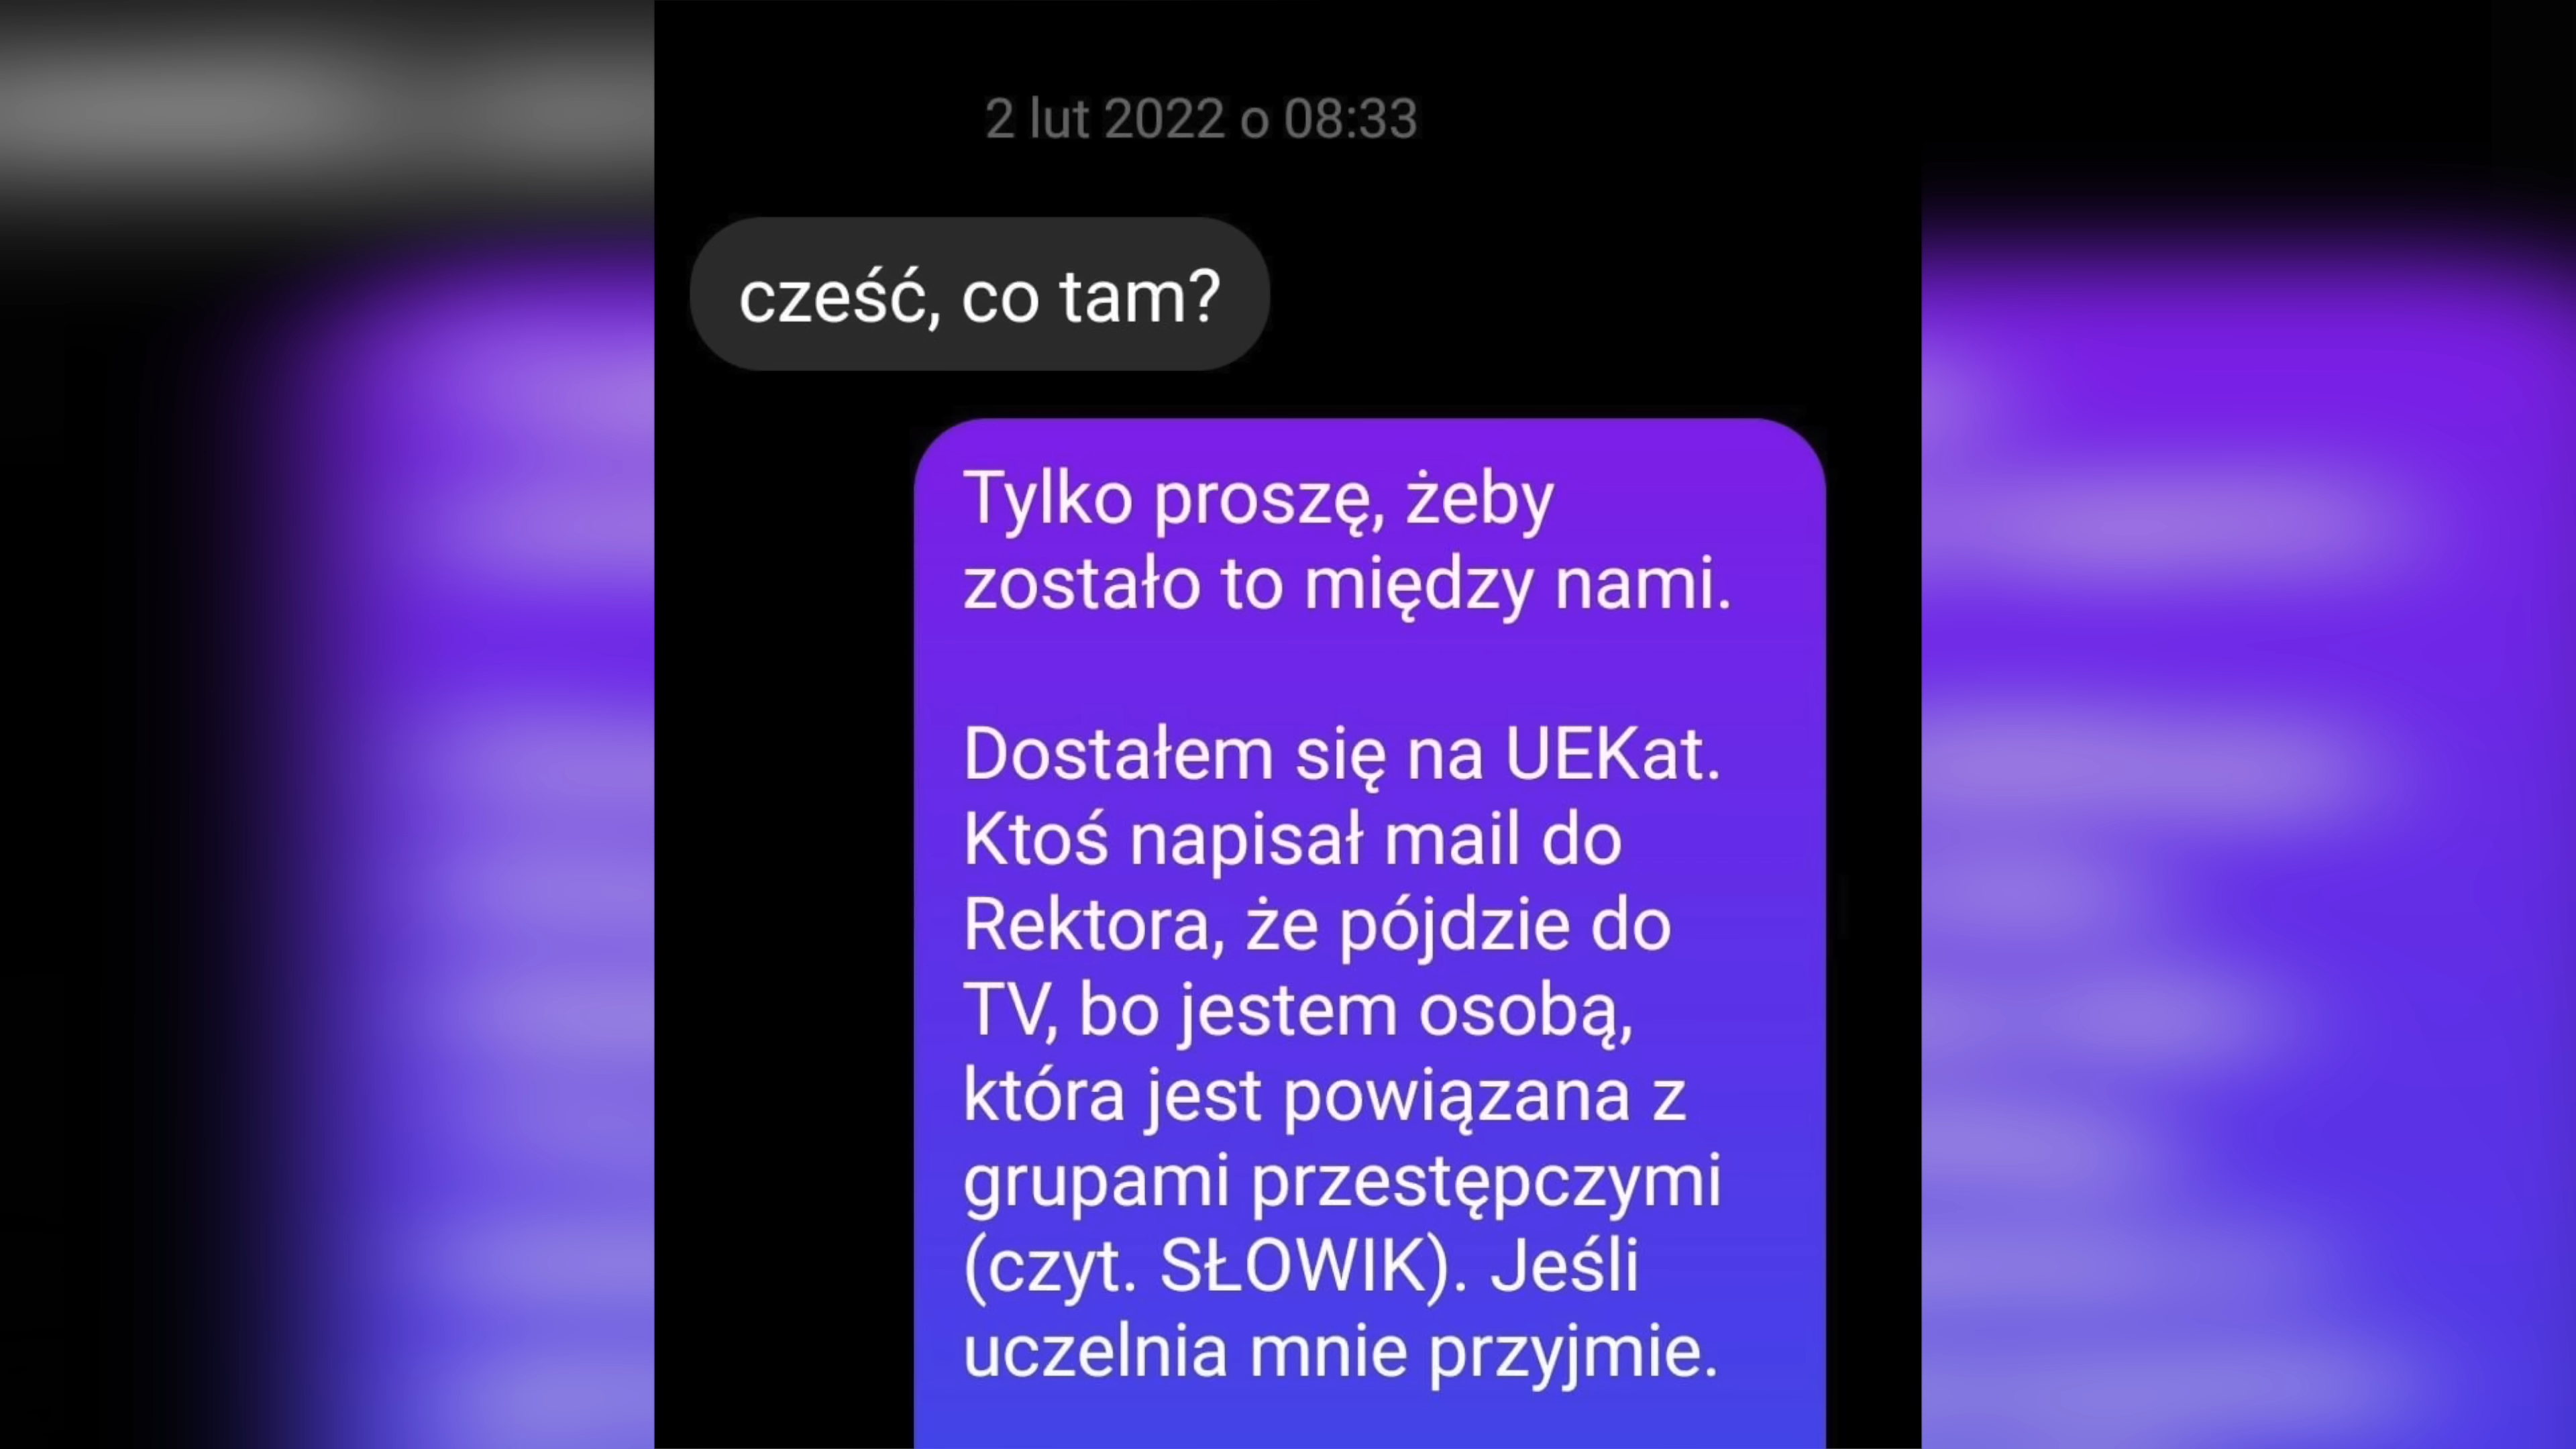 2 lut 2022 o 08:33
cześć, co tam?
Tylko proszę, żeby
zostało to między nami.
Dostałem się na UEKat.
Ktoś napisał mail do
Rektora, że pójdzie do
TV, bo jestem osobą,
która jest powiązana z
grupami przestępczymi
(czyt. SŁOWIK). Jeśli
uczelnia mnie przyjmie.